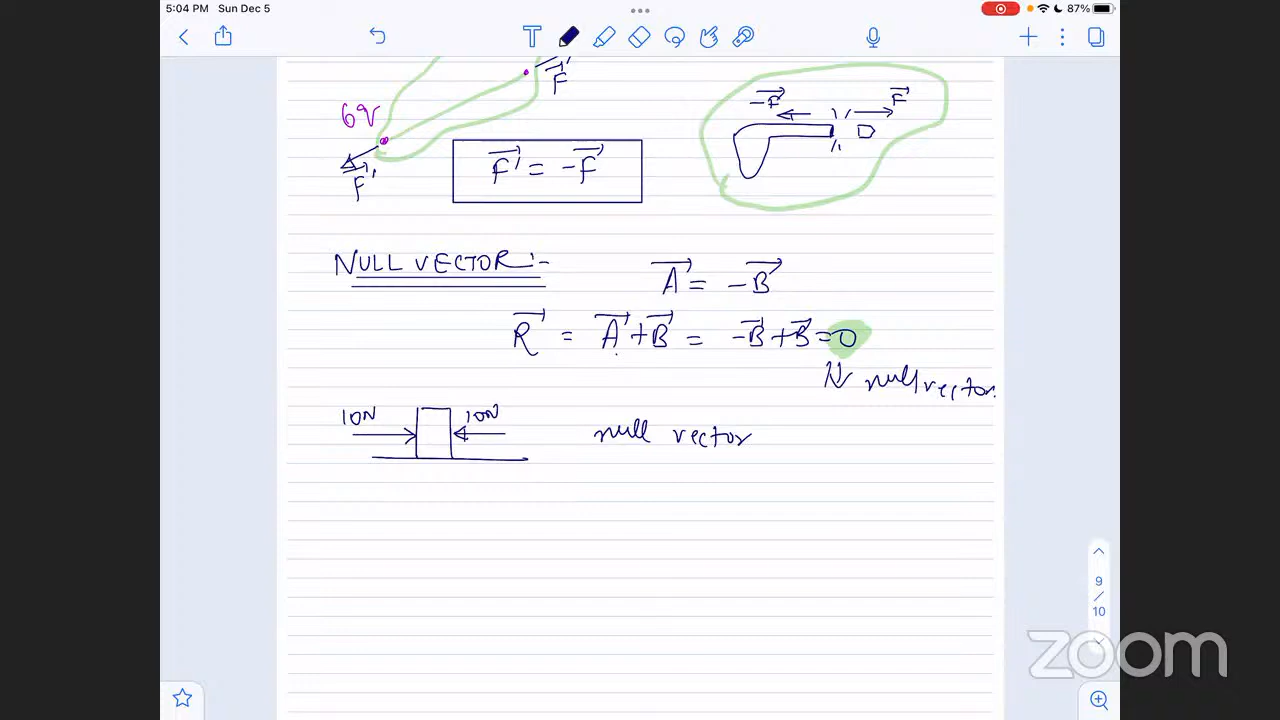 5:04 PM Sun Dec 5
87%
F'
6q
F'
F' = -F
-F
F
NULL VECTOR:-
A = -B
R = A + B = -B + B = 0
null vector.
10N
10N
null vector
9
/
10
zoom